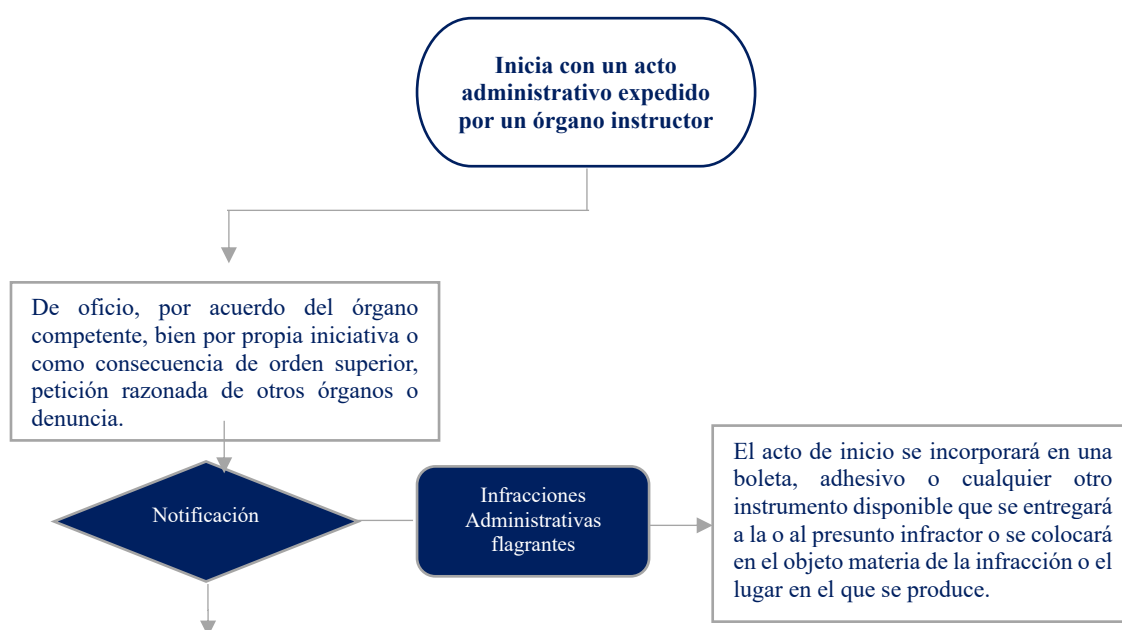 Inicia con un acto
administrativo expedido
por un órgano instructor
De oficio, por acuerdo del órgano
competente, bien por propia iniciativa o
como consecuencia de orden superior,
petición razonada de otros órganos o
denuncia.
Notificación
Infracciones
Administrativas
flagrantes
El acto de inicio se incorporará en una
boleta, adhesivo o cualquier otro
instrumento disponible que se entregará
a la o al presunto infractor o se colocará
en el objeto materia de la infracción o el
lugar en el que se produce.